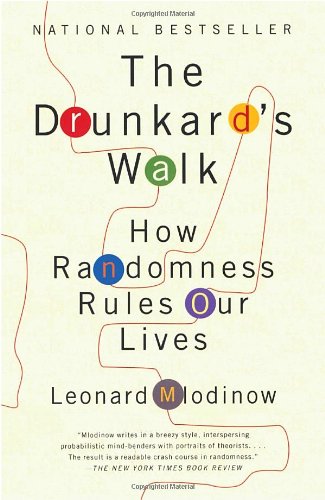 NATIONAL BESTSELLER
The
Drunkard's
Walk
How
Randomness
Rules Our
Lives
Leonard Mlodinow
"Mlodinow writes in a breezy style, interspersing
probabilistic mind-benders with portraits of theorists. . . .
The result is a readable crash course in randomness."
—THE NEW YORK TIMES BOOK REVIEW